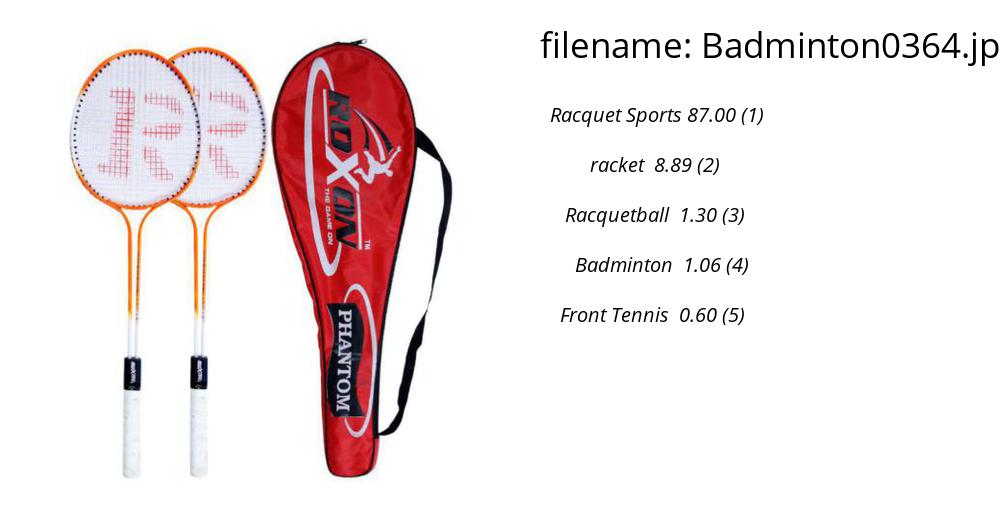 filename: Badminton0364.jp
Racquet Sports 87.00 (1)
racket 8.89 (2)
Racquetball 1.30 (3)
Badminton 1.06 (4)
Front Tennis 0.60 (5)
R
R
ROXON
TM
THE GAME ON
PHANTOM